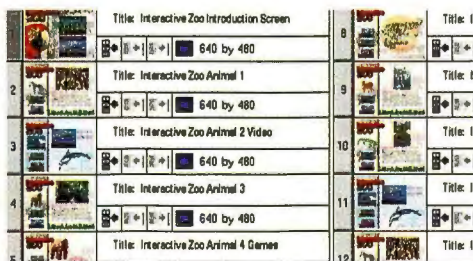 1
Title: Interactive Zoo Introduction Screen
640 by 480
2
Title: Interactive Zoo Animal 1
640 by 480
3
Title: Interactive Zoo Animal 2 Video
640 by 480
4
Title: Interactive Zoo Animal 3
640 by 480
5
Title: Interactive Zoo Animal 4 Games
8
Title: I
9
Title: I
10
Title: I
11
Title: I
12
Title: I